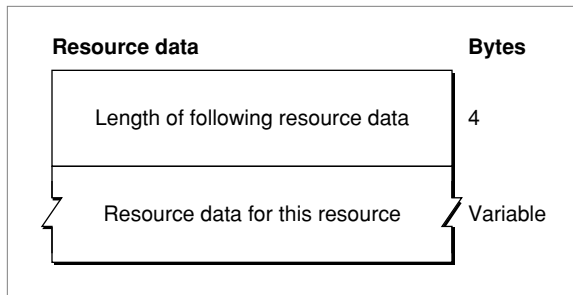 Resource data Bytes
Length of following resource data 4
Resource data for this resource Variable